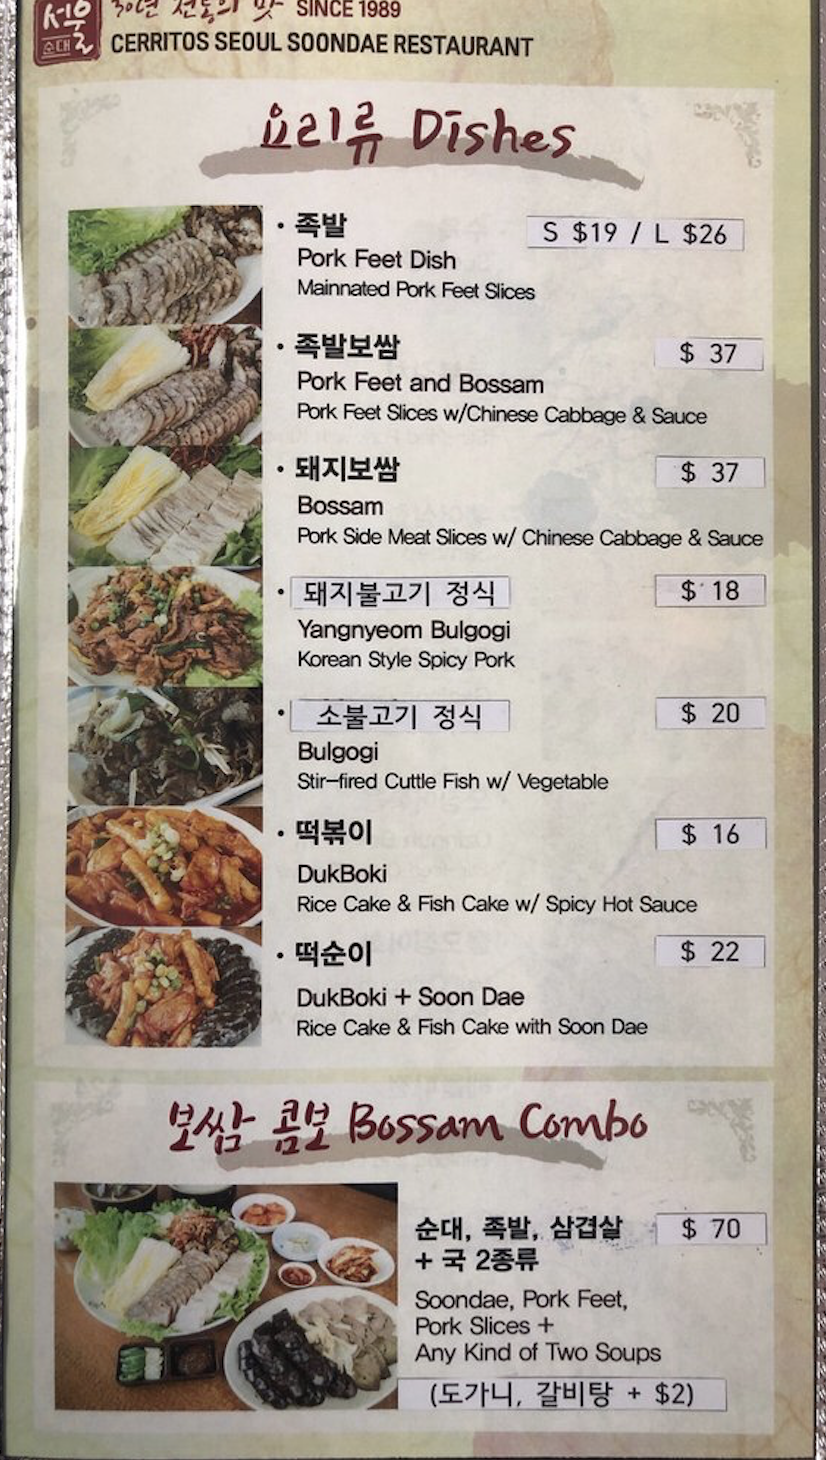 서울
순대
30년 전통의 맛 SINCE 1989
CERRITOS SEOUL SOONDAE RESTAURANT
요리류 Dishes
· 족발 S $19 / L $26
Pork Feet Dish
Mainnated Pork Feet Slices
· 족발보쌈 $ 37
Pork Feet and Bossam
Pork Feet Slices w/Chinese Cabbage & Sauce
· 돼지보쌈 $ 37
Bossam
Pork Side Meat Slices w/ Chinese Cabbage & Sauce
· 돼지불고기 정식 $ 18
Yangnyeom Bulgogi
Korean Style Spicy Pork
· 소불고기 정식 $ 20
Bulgogi
Stir-fired Cuttle Fish w/ Vegetable
· 떡볶이 $ 16
DukBoki
Rice Cake & Fish Cake w/ Spicy Hot Sauce
· 떡순이 $ 22
DukBoki + Soon Dae
Rice Cake & Fish Cake with Soon Dae
보쌈 콤보 Bossam Combo
순대, 족발, 삼겹살 $ 70
+ 국 2종류
Soondae, Pork Feet,
Pork Slices +
Any Kind of Two Soups
(도가니, 갈비탕 + $2)